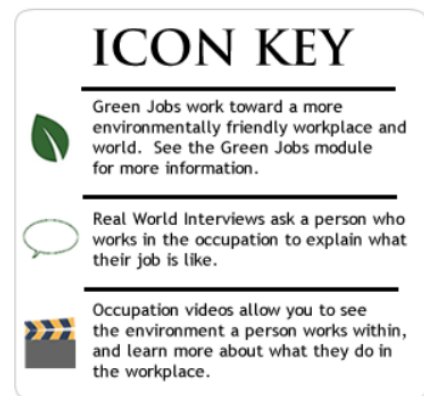 ICON KEY
Green Jobs work toward a more
environmentally friendly workplace and
world. See the Green Jobs module
for more information.
Real World Interviews ask a person who
works in the occupation to explain what
their job is like.
Occupation videos allow you to see
the environment a person works within,
and learn more about what they do in
the workplace.